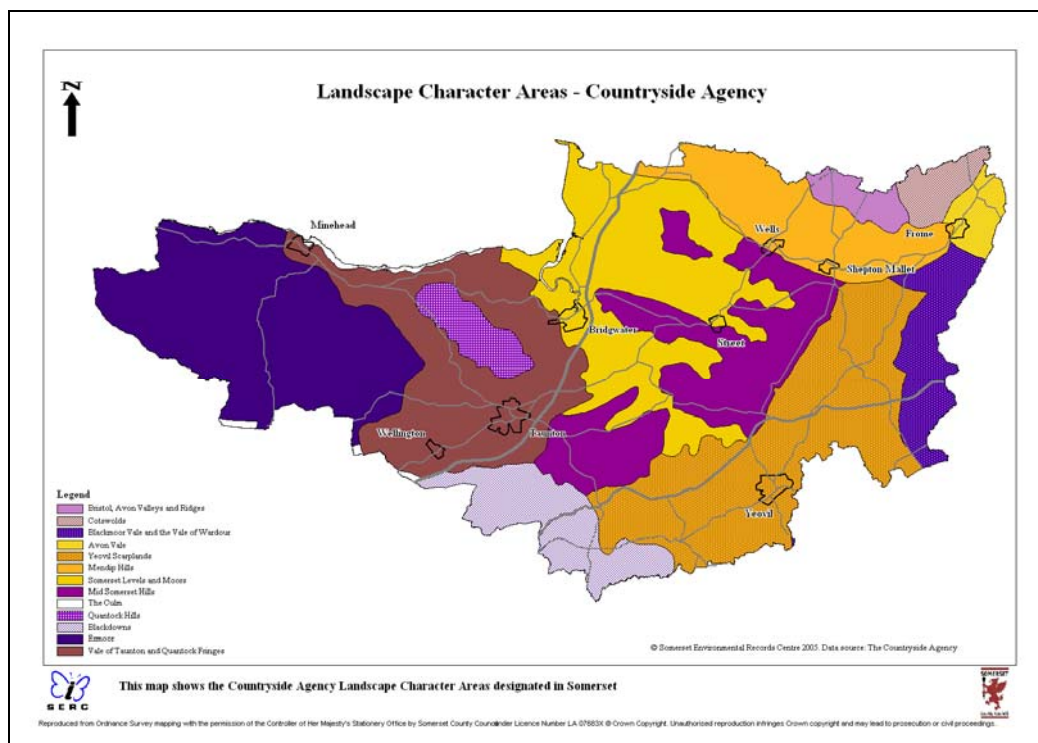 N
Landscape Character Areas - Countryside Agency
Minehead
Wells
Frome
Shepton Mallet
Bridgwater
Street
Wellington
Taunton
Yeovil
Legend
Bristol, Avon Valleys and Ridges
Cotswolds
Blackmoor Vale and the Vale of Wardour
Avon Vale
Yeovil Scarplands
Mendip Hills
Somerset Levels and Moors
Mid Somerset Hills
The Culm
Quantock Hills
Blackdowns
Exmoor
Vale of Taunton and Quantock Fringes
© Somerset Environmental Records Centre 2005. Data source: The Countryside Agency
SERC
This map shows the Countryside Agency Landscape Character Areas designated in Somerset
SOMERSET
Reproduced from Ordnance Survey mapping with the permission of the Controller of Her Majesty's Stationery Office by Somerset County Council under Licence Number LA 07683X @ Crown Copyright. Unauthorised reproduction infringes Crown copyright and may lead to prosecution or civil proceedings.